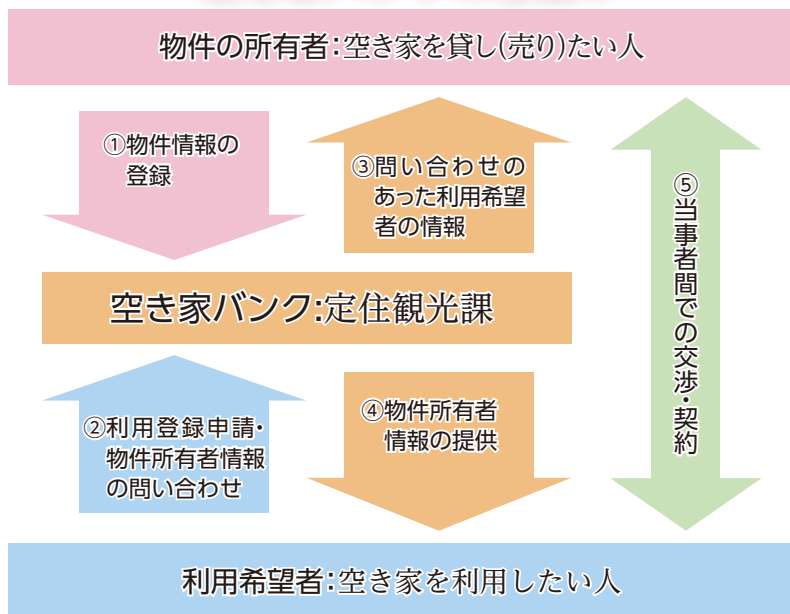 物件の所有者:空き家を貸し(売り)たい人
①物件情報の
登録
③問い合わせの
あった利用希望
者の情報
⑤当事者間での交渉・契約
空き家バンク:定住観光課
②利用登録申請・
物件所有者情報
の問い合わせ
④物件所有者
情報の提供
利用希望者:空き家を利用したい人